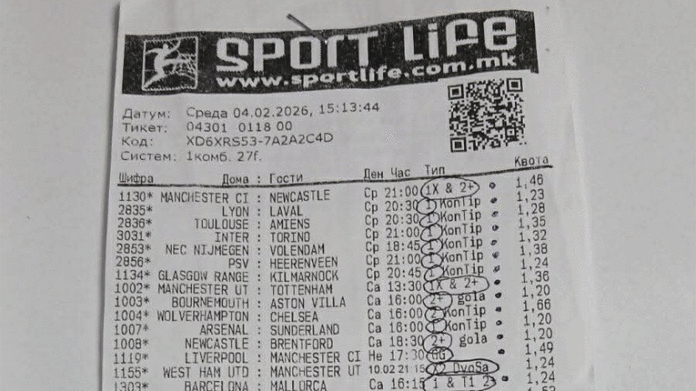 SPORT LIFE
www.sportlife.com.mk
Датум: Среда 04.02.2026, 15:13:44
Тикет: 04301 0118 00
Код: XD6XRS53-7A2A2C4D
Систем: 1комб. 27г.
Шифра Дома : Гости Ден Час Тип Квота
1130* MANCHESTER CI : NEWCASTLE Ср 21:00 1X & 2+ 1,46
2835* LYON : LAVAL Ср 20:30 1 KonTip 1,23
2836* TOULOUSE : AMIENS Ср 20:30 1 KonTip 1,28
3031* INTER : TORINO Ср 21:00 1 KonTip 1,35
2853* NEC NIJMEGEN : VOLENDAM Ср 18:45 1 KonTip 1,32
2856* PSV : HEERENVEEN Ср 21:00 1 KonTip 1,38
1134* GLASGOW RANGE : KILMARNOCK Ср 20:45 1 KonTip 1,24
1002* MANCHESTER UT : TOTTENHAM Са 13:30 1X & 2+ 1,36
1003* BOURNEMOUTH : ASTON VILLA Са 16:00 2+ gola 1,20
1004* WOLVERHAMPTON : CHELSEA Са 16:00 2 KonTip 1,66
1007* ARSENAL : SUNDERLAND Са 16:00 1 KonTip 1,20
1008* NEWCASTLE : BRENTFORD Са 18:30 2+ gola 1,20
1119* LIVERPOOL : MANCHESTER CI Не 17:30 GG 1,49
1155* WEST HAM UTD : MANCHESTER UT 10.02 21:15 X2 DvoSa 1,24
1303* BARCELONA : MALLORCA Са 16:15 1 & T1 2+ 1,24